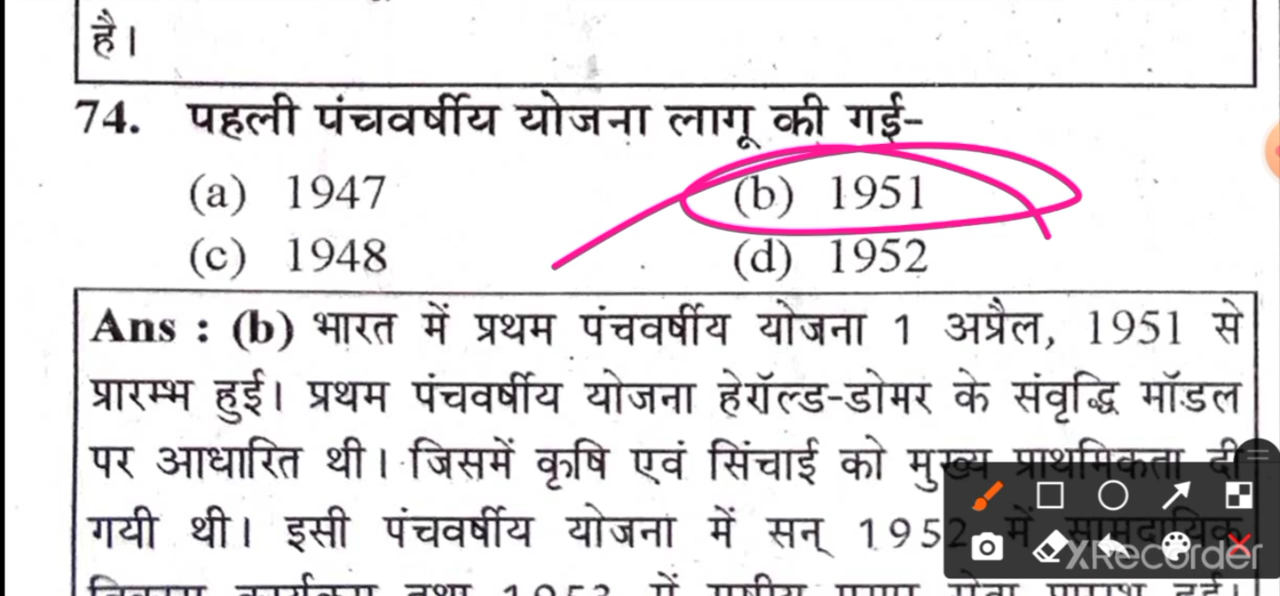 है।
74. पहली पंचवर्षीय योजना लागू की गई-
(a) 1947 (b) 1951
(c) 1948 (d) 1952
Ans : (b) भारत में प्रथम पंचवर्षीय योजना 1 अप्रैल, 1951 से
प्रारम्भ हुई। प्रथम पंचवर्षीय योजना हेरॉल्ड-डोमर के संवृद्धि मॉडल
पर आधारित थी। जिसमें कृषि एवं सिंचाई को मुख्य प्राथमिकता दी
गयी थी। इसी पंचवर्षीय योजना में सन् 1952 में सामुदायिक
XRecorder